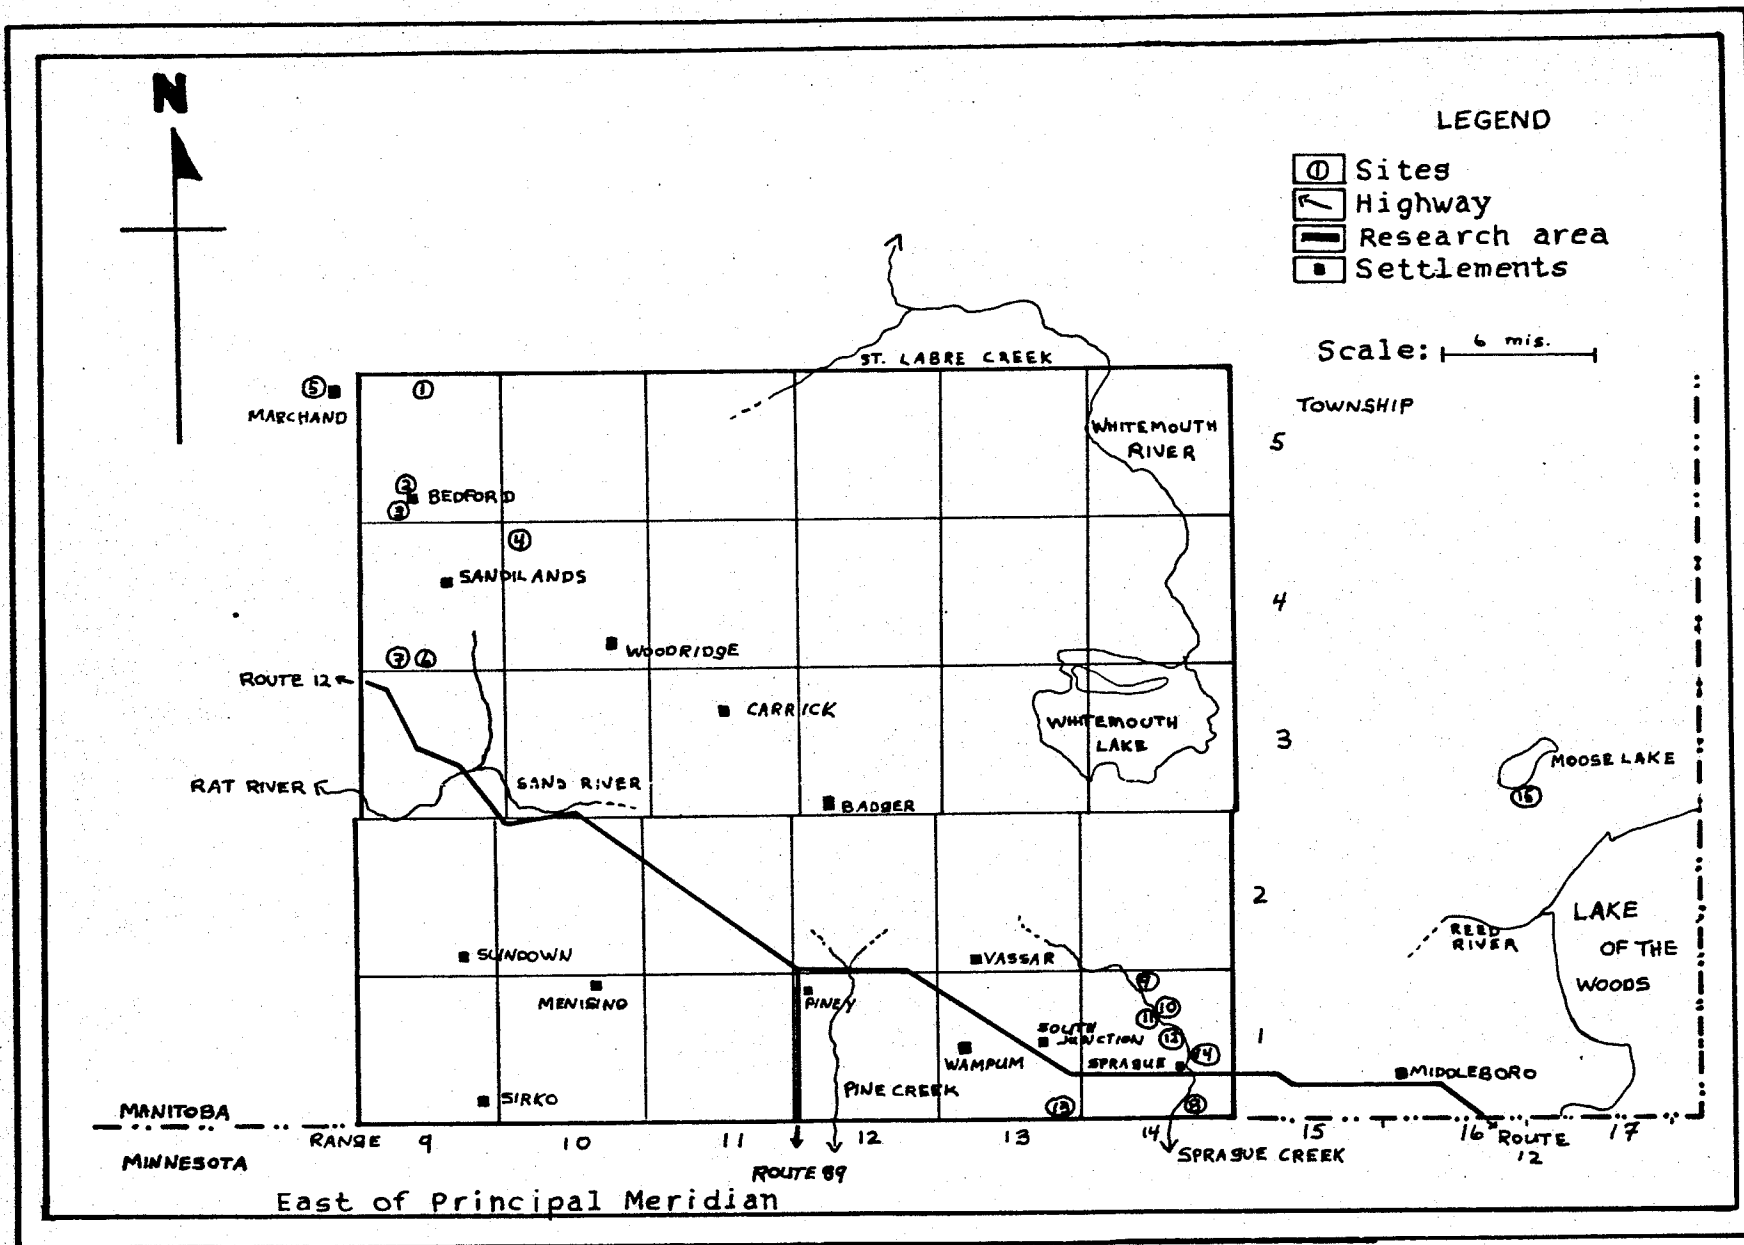 N
LEGEND
① Sites
Highway
Research area
Settlements
Scale: 6 mis.
ST. LABRE CREEK
TOWNSHIP
5 1
MARCHAND
WHITEMOUTH
RIVER
5
2
BEDFORD
3
4
SANDILANDS
4
WOODRIDGE
7 6
ROUTE 12
CARRICK
WHITEMOUTH
LAKE
3
MOOSE LAKE
15
RAT RIVER
SAND RIVER
BADGER
2
LAKE
OF THE
WOODS
REED
RIVER
SUNDOWN
VASSAR
9
MENISINO
PINEY
10
11
SOUTH
JUNCTION
12
1
WAMPUM
SPRAGUE
14
MIDDLEBORO
PINE CREEK
SIRKO
13
8
MANITOBA
RANGE 9 10 11 12 13 14 15 16 17
ROUTE
12
MINNESOTA
ROUTE 89
SPRAGUE CREEK
East of Principal Meridian